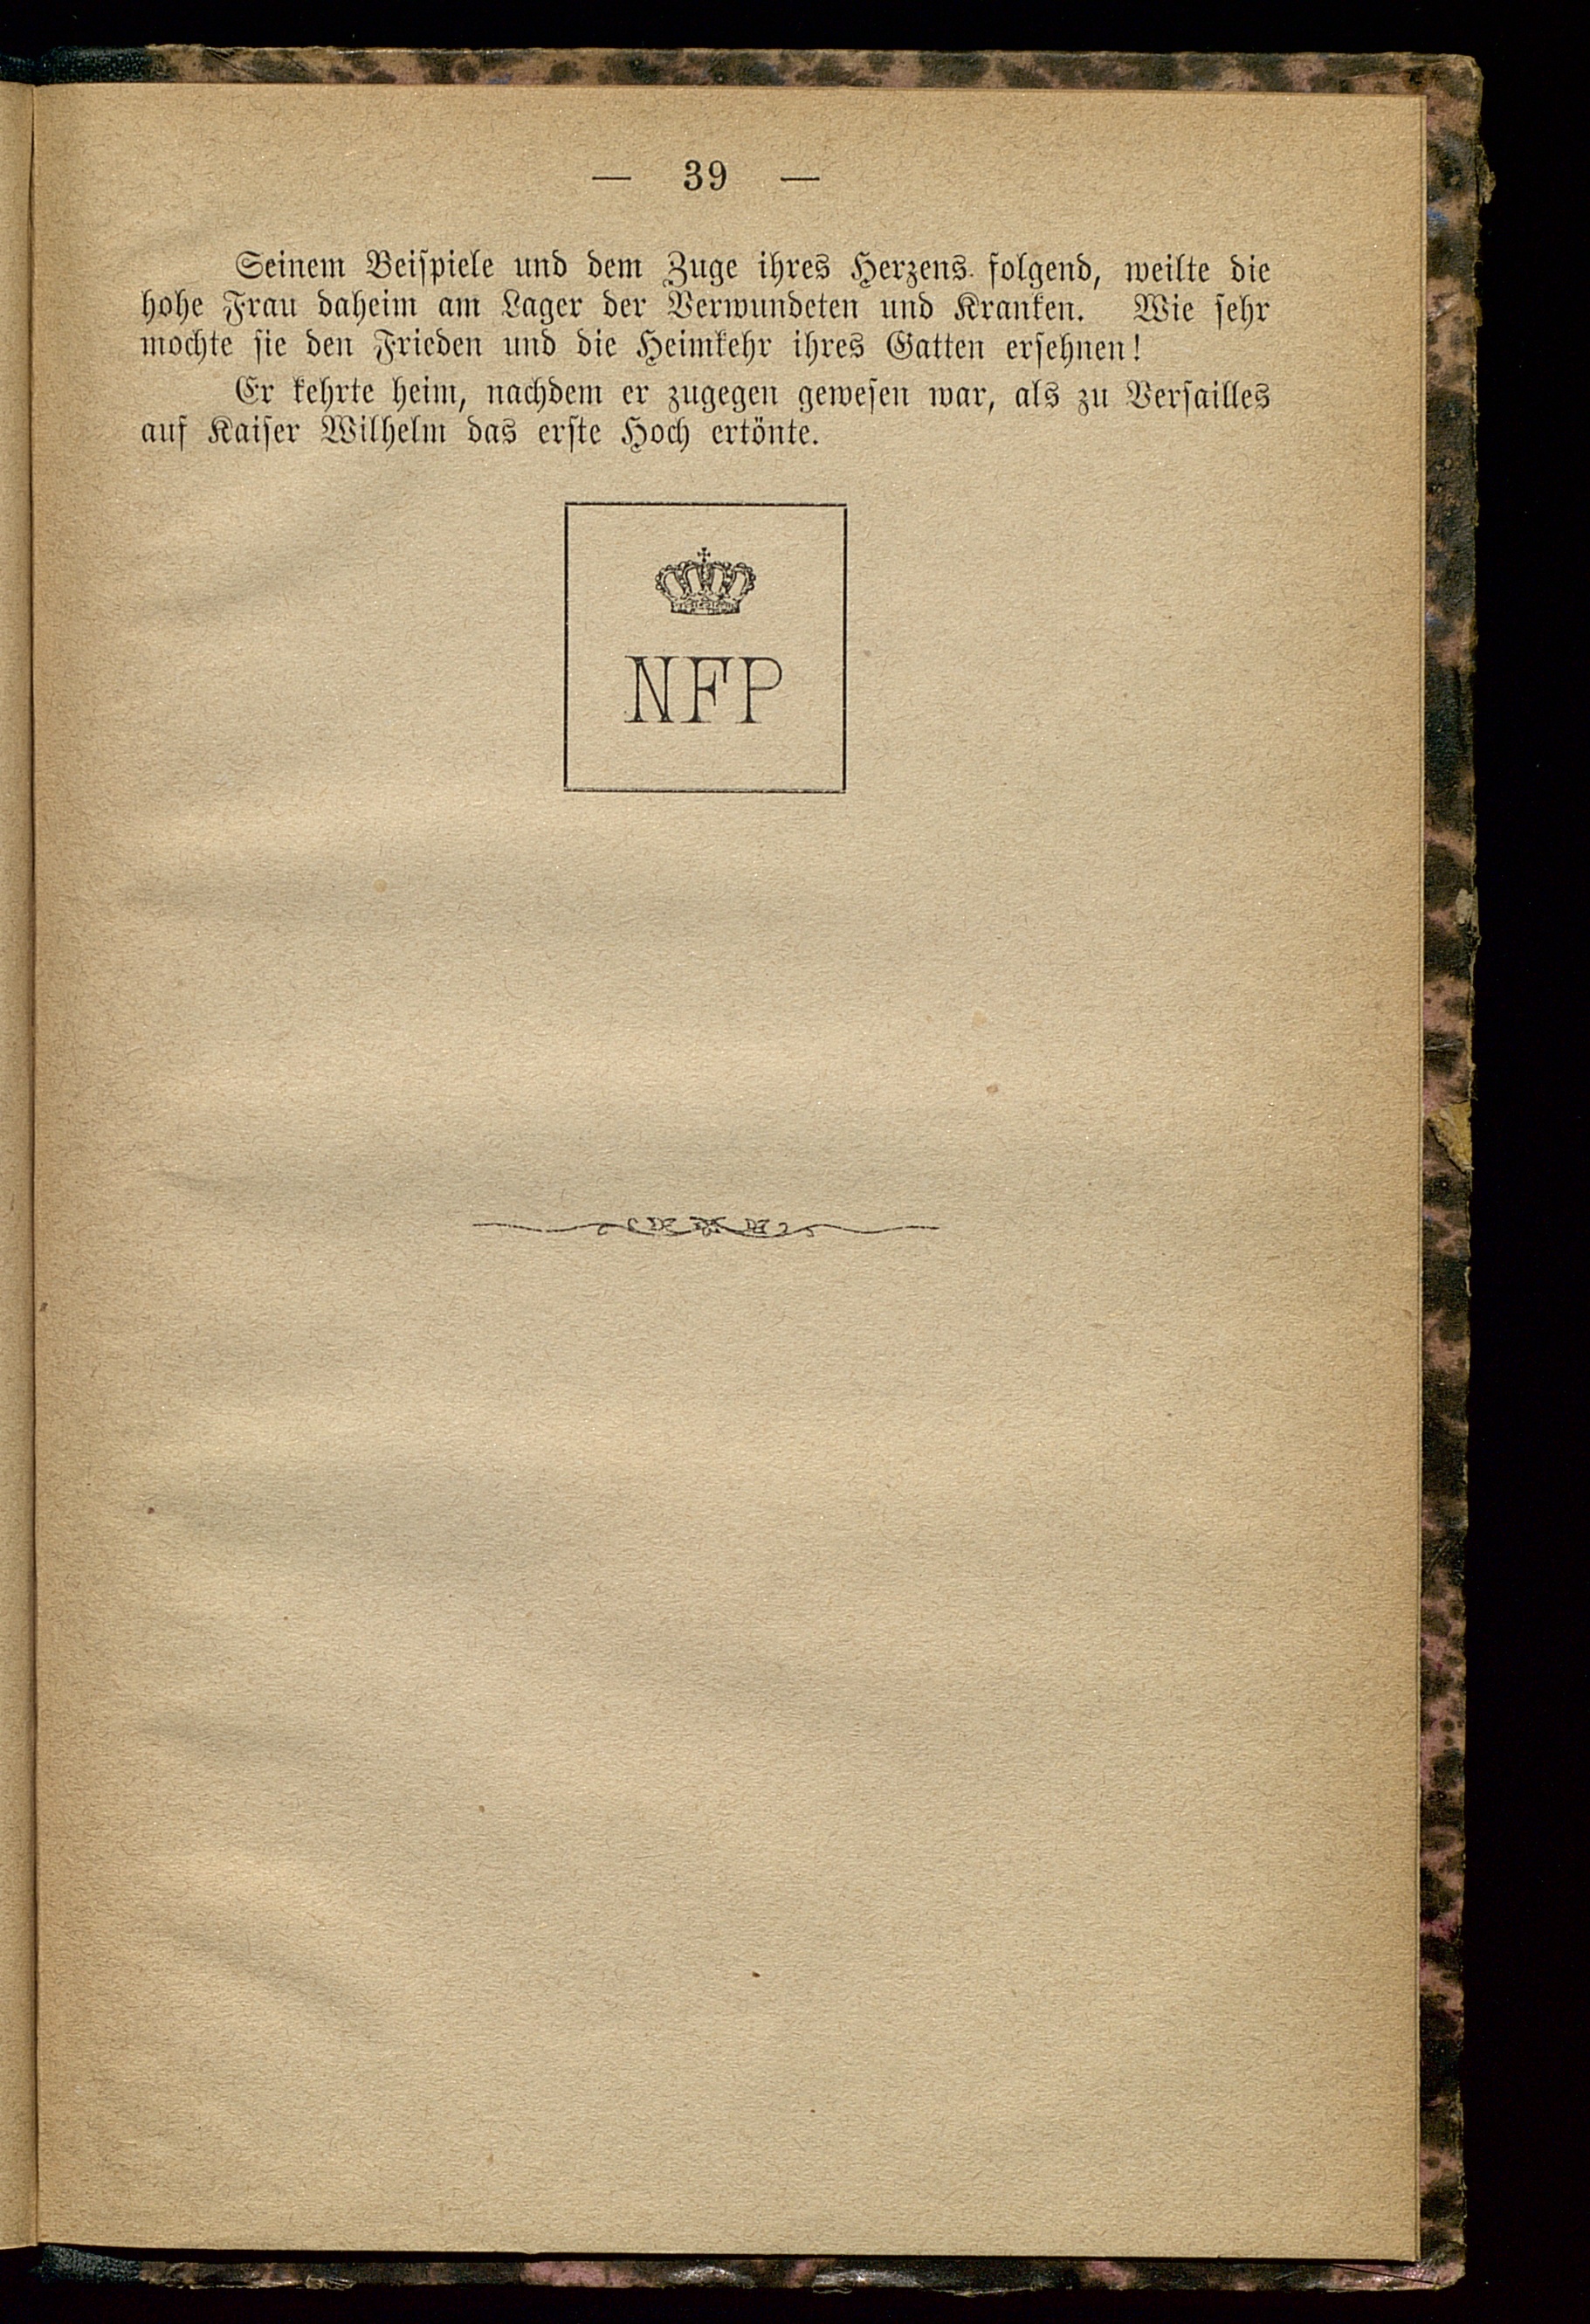 — 39 —
Seinem Beispiele und dem Zuge ihres Herzens folgend, weilte die
hohe Frau daheim am Lager der Verwundeten und Kranken. Wie sehr
mochte sie den Frieden und die Heimkehr ihres Gatten ersehnen!
Er kehrte heim, nachdem er zugegen gewesen war, als zu Versailles
auf Kaiser Wilhelm das erste Hoch ertönte.
NFP